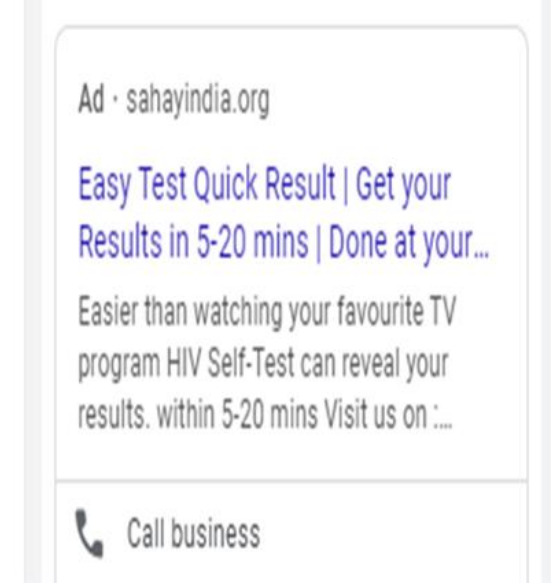 Ad · sahayindia.org
Easy Test Quick Result | Get your
Results in 5-20 mins | Done at your...
Easier than watching your favourite TV
program HIV Self-Test can reveal your
results. within 5-20 mins Visit us on :...
Call business